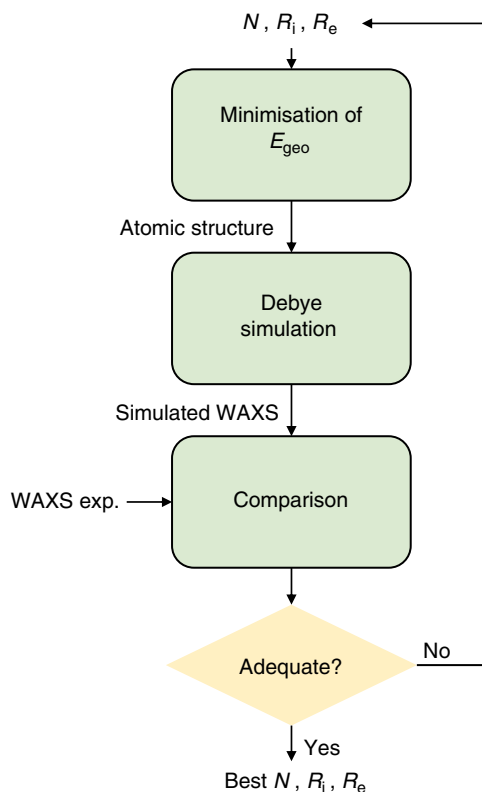 N , Ri , Re
Minimisation of
Egeo
Atomic structure
Debye
simulation
Simulated WAXS
WAXS exp.
Comparison
Adequate?
No
Yes
Best N , Ri , Re